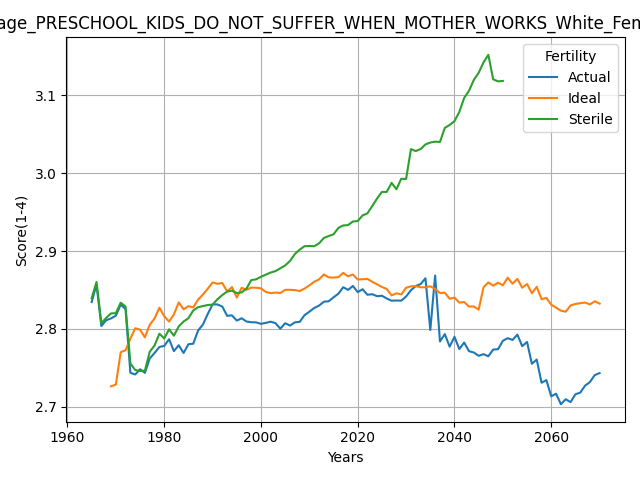 age_PRESCHOOL_KIDS_DO_NOT_SUFFER_WHEN_MOTHER_WORKS_White_Fem
Fertility
Actual
Ideal
Sterile
Score(1-4)
3.1
3.0
2.9
2.8
2.7
1960 1980 2000 2020 2040 2060
Years